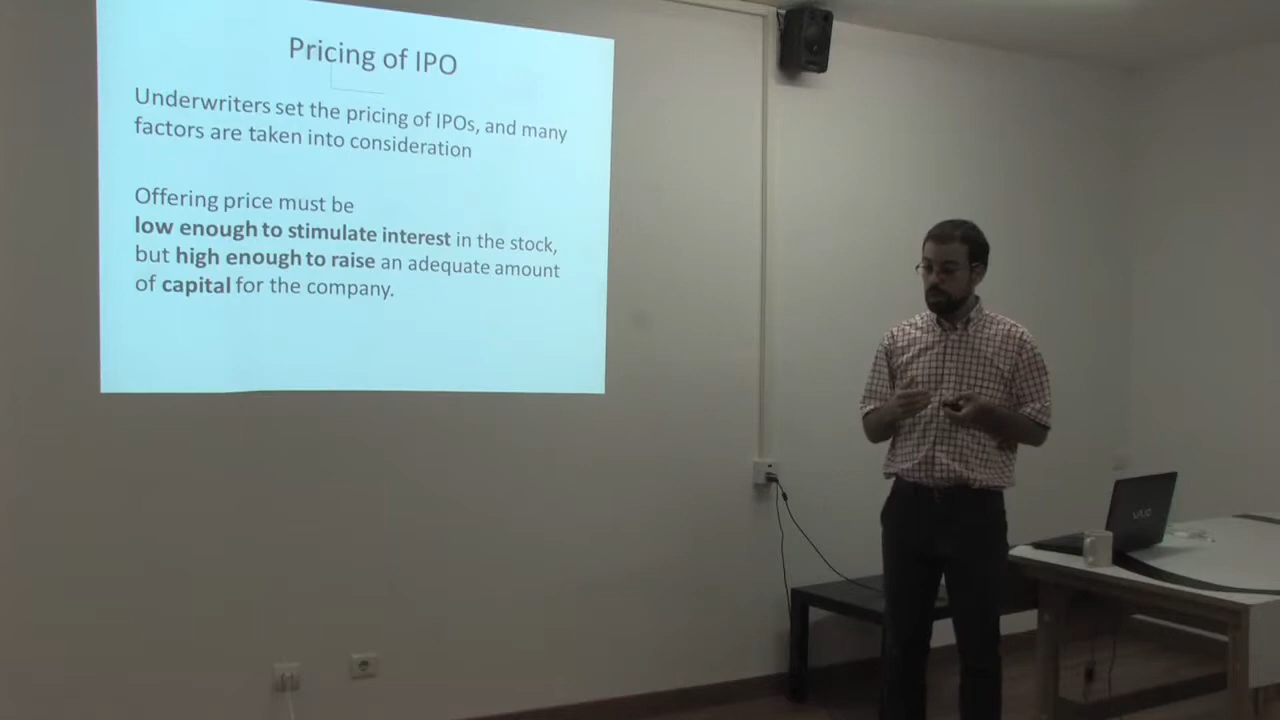 Pricing of IPO
Underwriters set the pricing of IPOs, and many
factors are taken into consideration
Offering price must be
low enough to stimulate interest in the stock,
but high enough to raise an adequate amount
of capital for the company.
VAIO